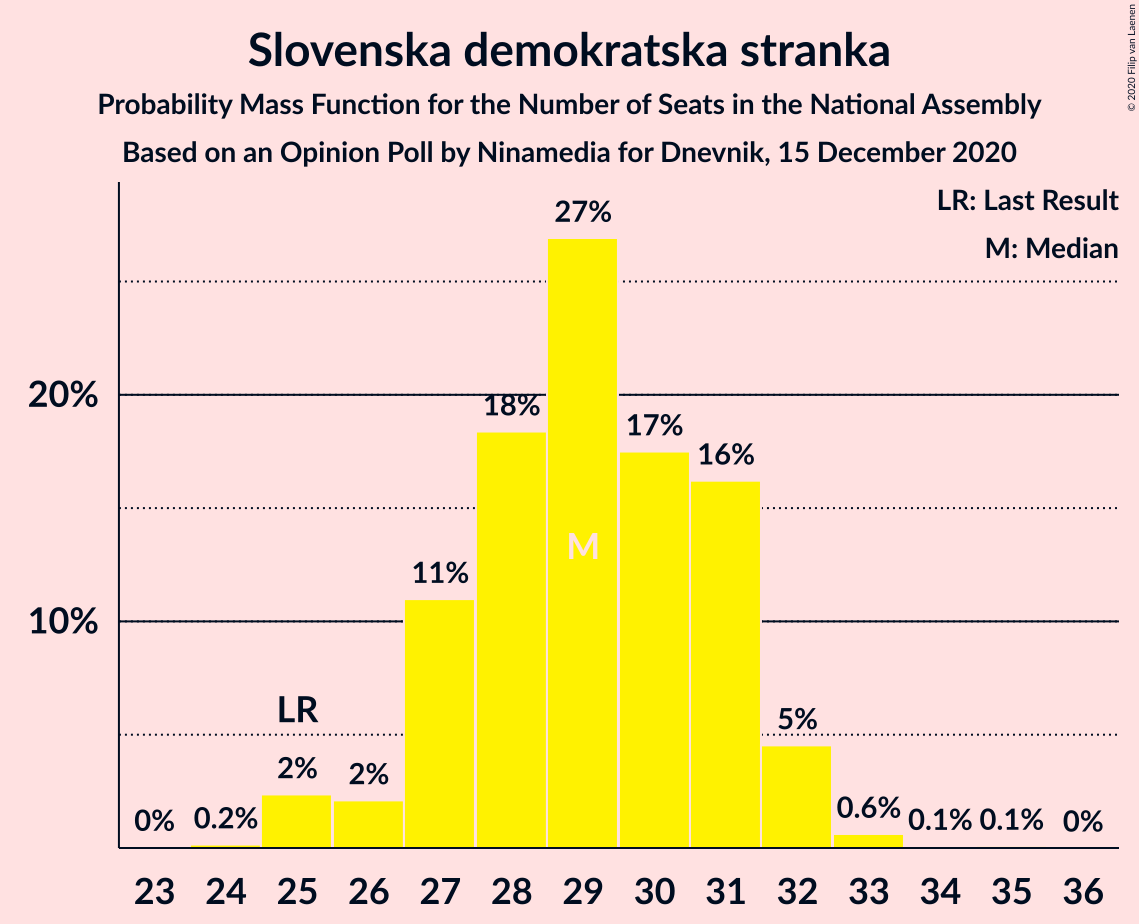 Slovenska demokratska stranka
Probability Mass Function for the Number of Seats in the National Assembly
Based on an Opinion Poll by Ninamedia for Dnevnik, 15 December 2020
© 2020 Filip van Laenen
LR: Last Result
M: Median
20%
10%
0%
0.2%
LR
2%
2%
11%
18%
27%
M
17%
16%
5%
0.6%
0.1%
0.1%
0%
23 24 25 26 27 28 29 30 31 32 33 34 35 36